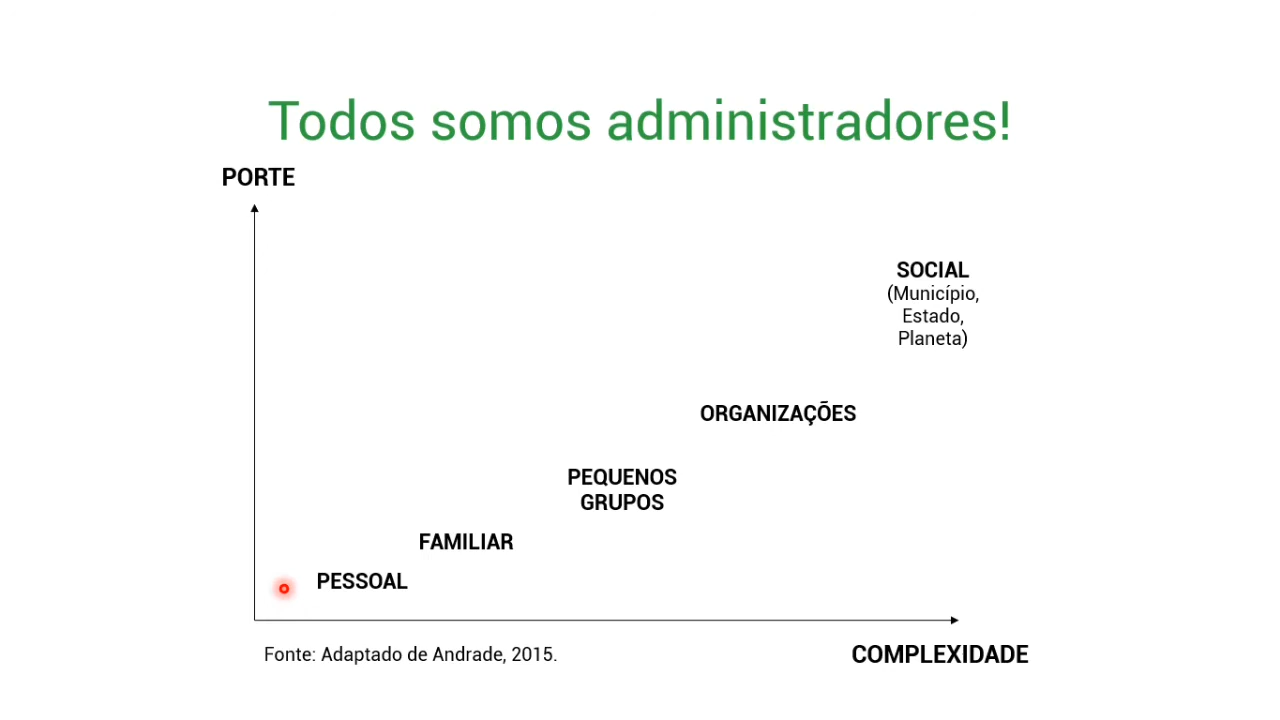 Todos somos administradores!
PORTE
SOCIAL
(Município,
Estado,
Planeta)
ORGANIZAÇÕES
PEQUENOS
GRUPOS
FAMILIAR
PESSOAL
Fonte: Adaptado de Andrade, 2015.
COMPLEXIDADE